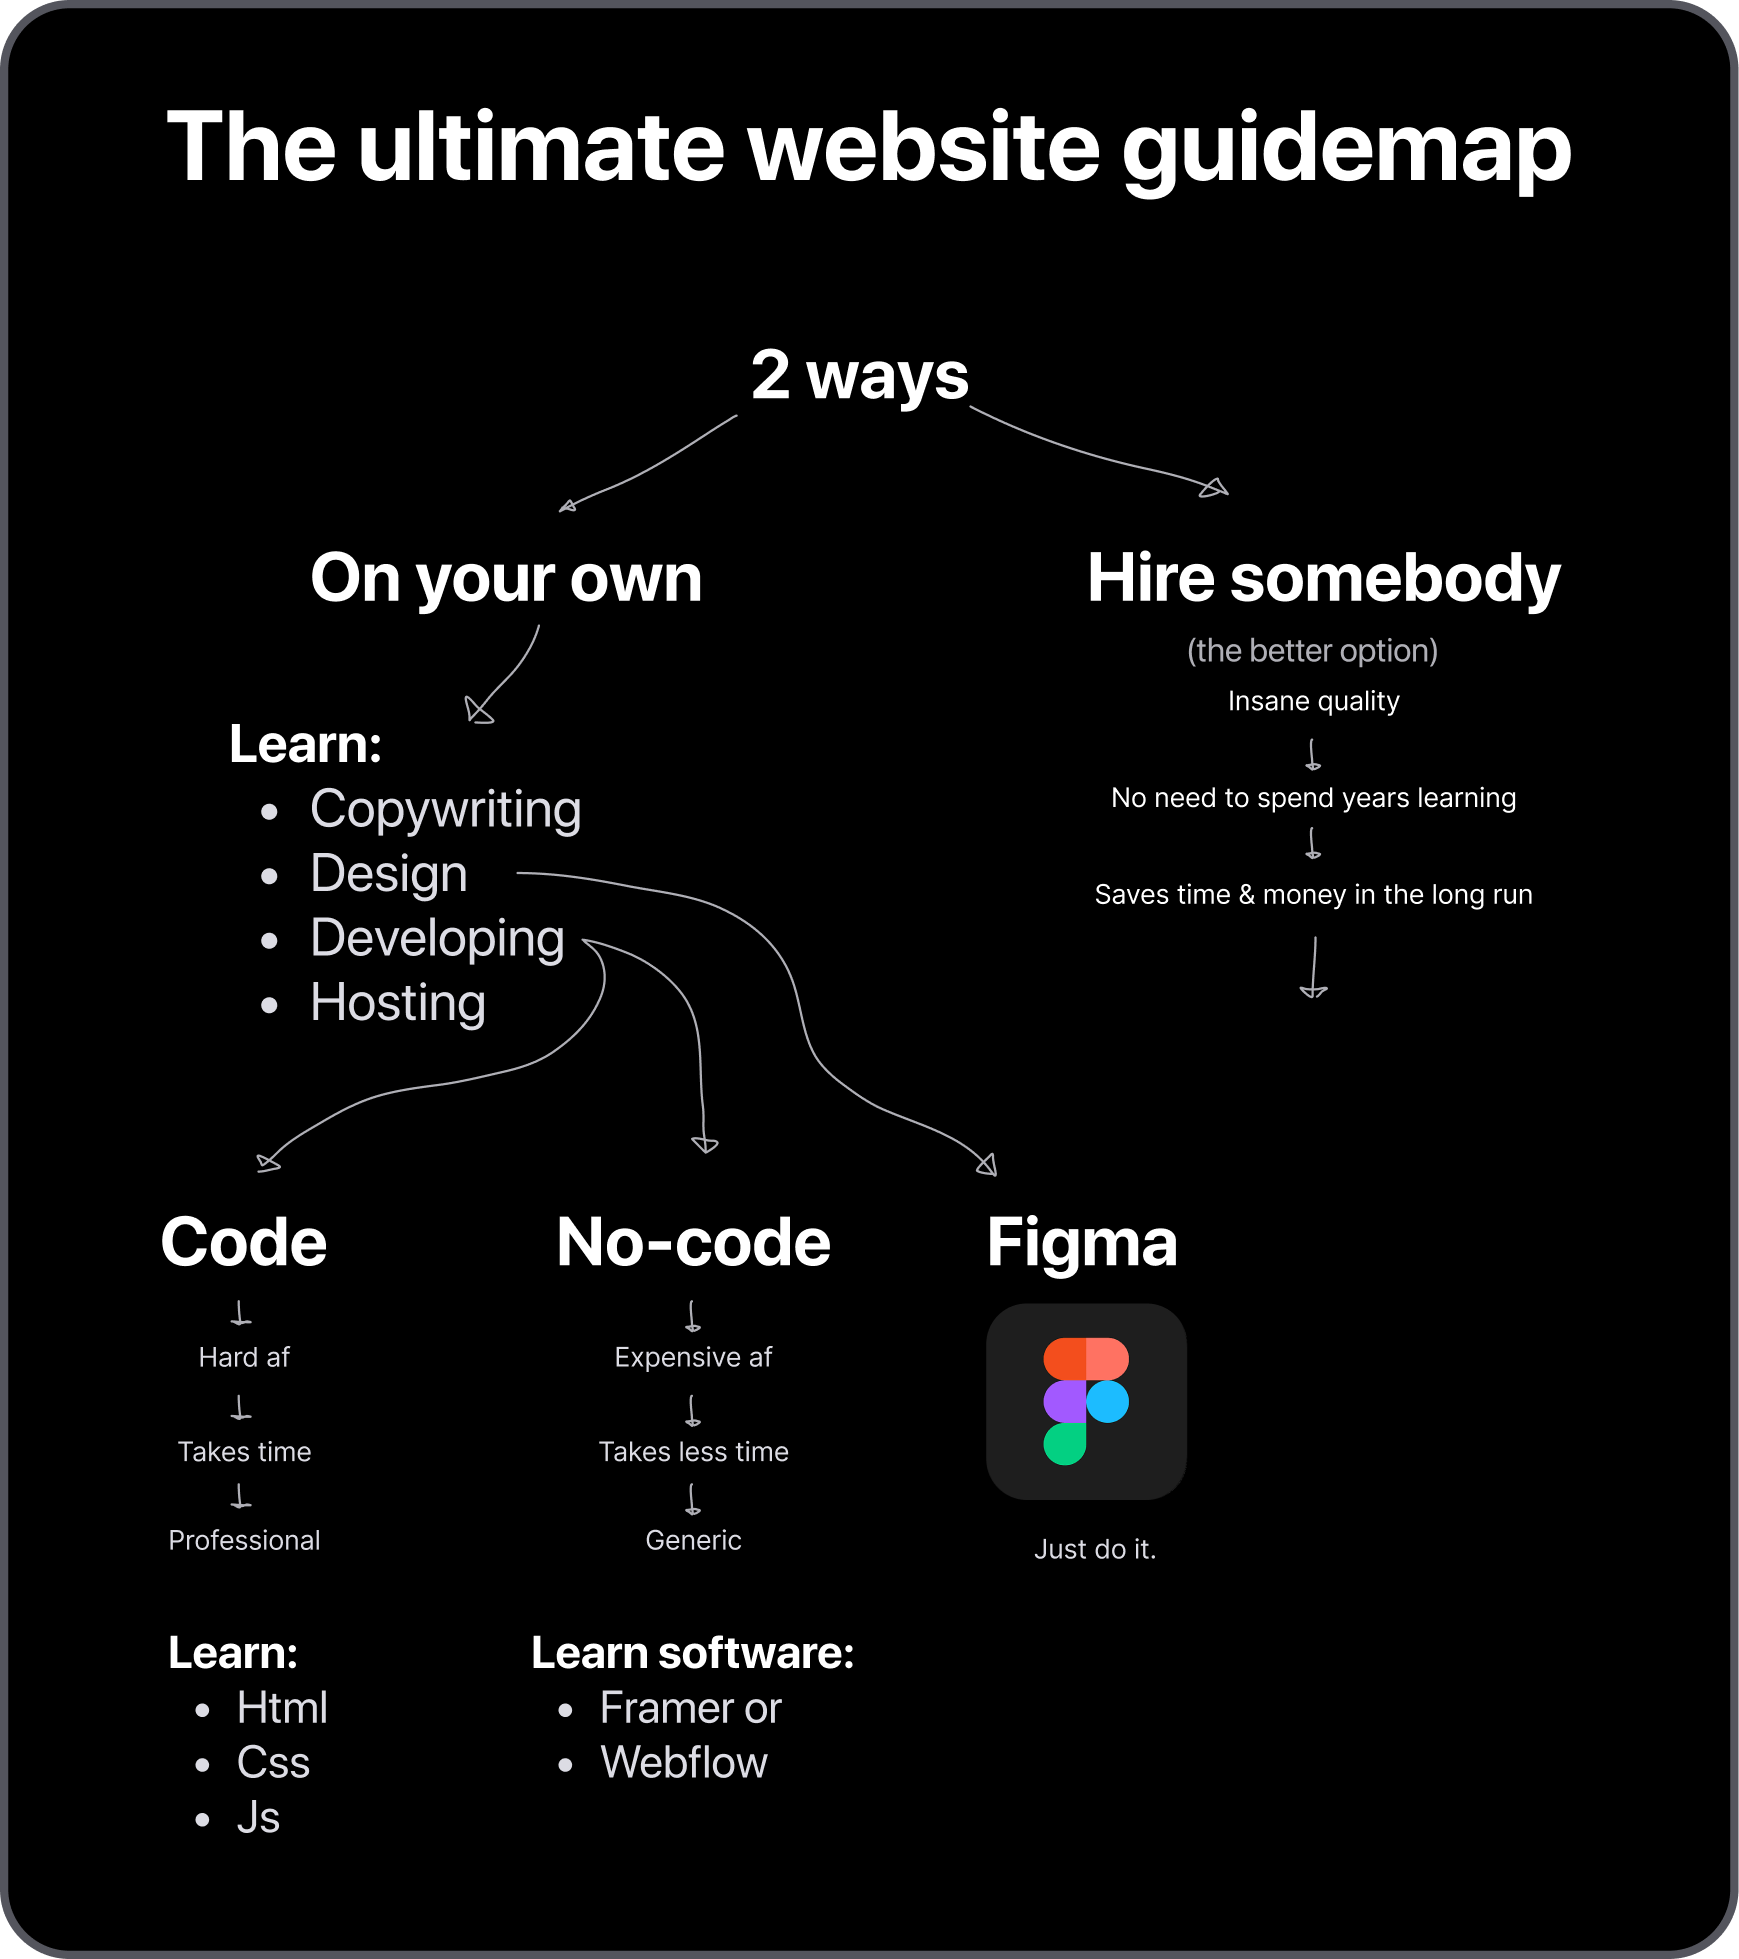 The ultimate website guidemap
2 ways
On your own
Learn:
Copywriting
Design
Developing
Hosting
Hire somebody
(the better option)
Insane quality
No need to spend years learning
Saves time & money in the long run
Code
Hard af
Takes time
Professional
Learn:
Html
Css
Js
No-code
Expensive af
Takes less time
Generic
Learn software:
Framer or
Webflow
Figma
Just do it.